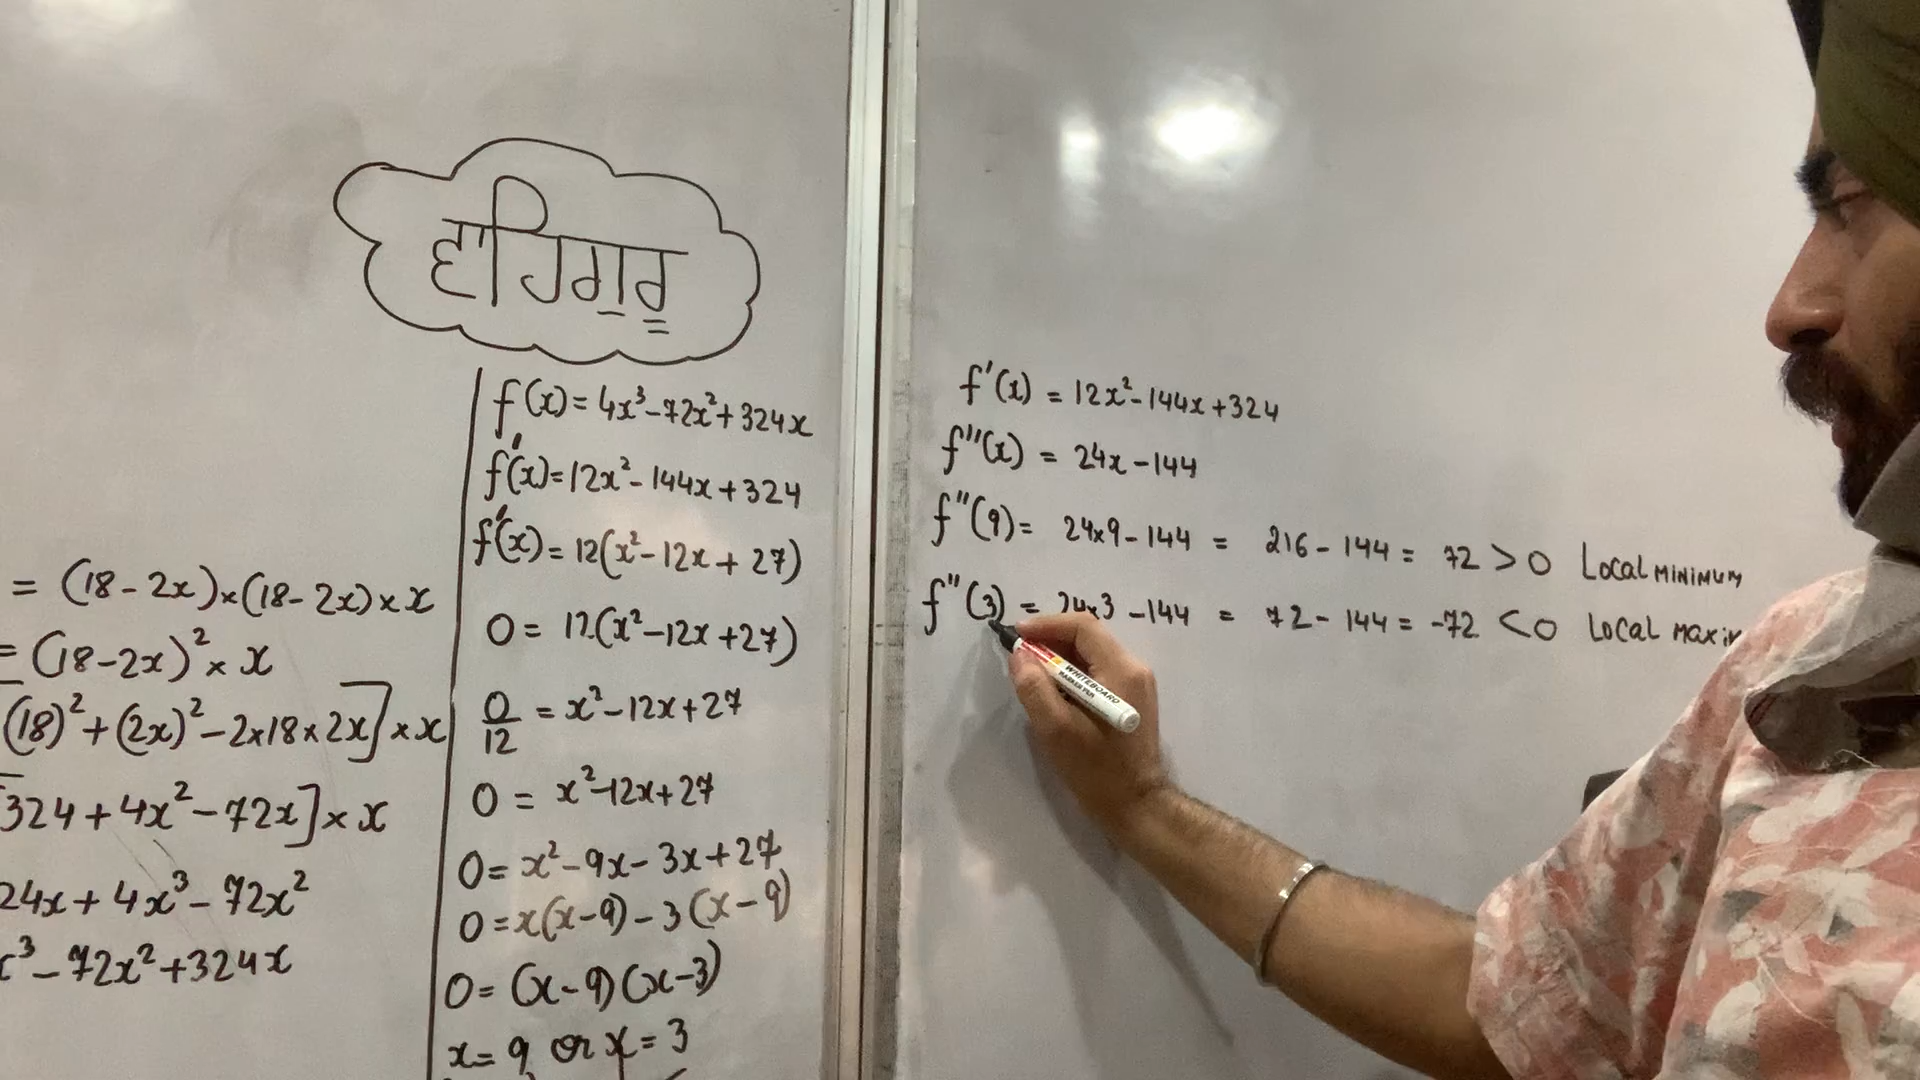 ਵਾਹਿਗੁਰੂ
= (18 - 2x) × (18 - 2x) × x
= (18-2x)² × x
(18)² + (2x)² - 2×18×2x] × x
324 + 4x² - 72x] × x
24x + 4x³ - 72x²
x³ - 72x² + 324x
f(x) = 4x³ - 72x² + 324x
f'(x) = 12x² - 144x + 324
f'(x) = 12(x² - 12x + 27)
0 = 12(x² - 12x + 27)
0/12 = x² - 12x + 27
0 = x² - 12x + 27
0 = x² - 9x - 3x + 27
0 = x(x-9) - 3(x-9)
0 = (x-9)(x-3)
x = 9 or x = 3
f'(x) = 12x² - 144x + 324
f''(x) = 24x - 144
f''(9) = 24×9 - 144 = 216 - 144 = 72 > 0 Local MINIMUM
f''(3) = 24×3 - 144 = 72 - 144 = -72 < 0 Local Maxi
WHITEBOARD
MARKER PEN